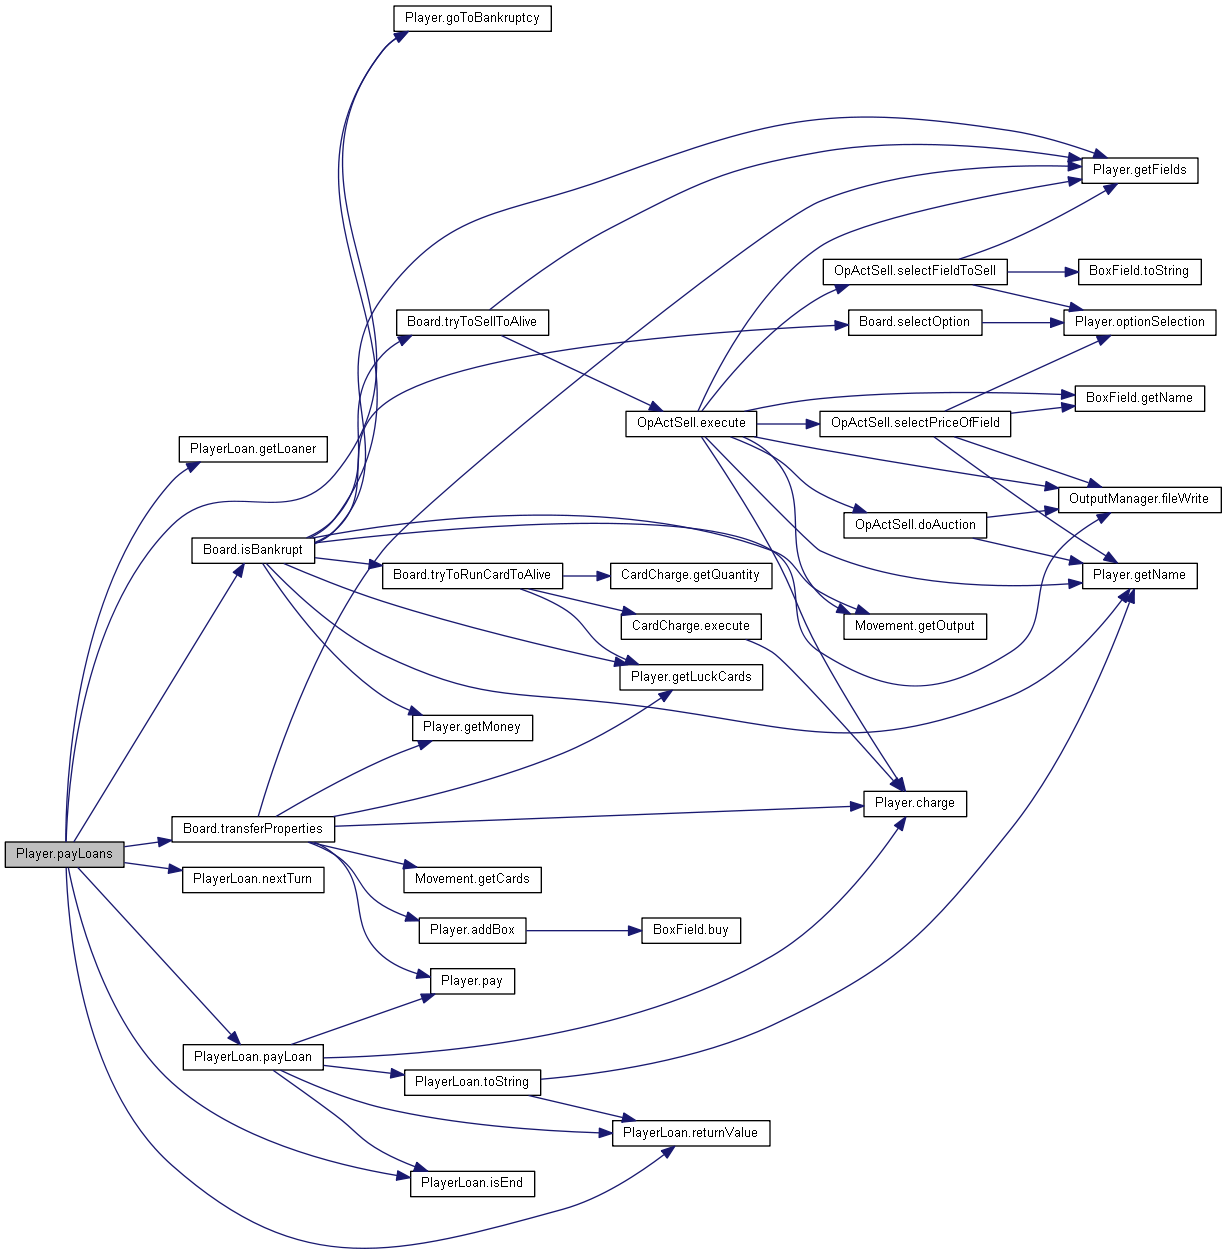 Player.goToBankruptcy
Player.getFields
OpActSell.selectFieldToSell
BoxField.toString
Board.tryToSellToAlive
Board.selectOption
Player.optionSelection
BoxField.getName
OpActSell.execute
OpActSell.selectPriceOfField
PlayerLoan.getLoaner
OutputManager.fileWrite
OpActSell.doAuction
Board.isBankrupt
Board.tryToRunCardToAlive
CardCharge.getQuantity
Player.getName
CardCharge.execute
Movement.getOutput
Player.getLuckCards
Player.getMoney
Player.charge
Board.transferProperties
Player.payLoans
PlayerLoan.nextTurn
Movement.getCards
Player.addBox
BoxField.buy
Player.pay
PlayerLoan.payLoan
PlayerLoan.toString
PlayerLoan.returnValue
PlayerLoan.isEnd